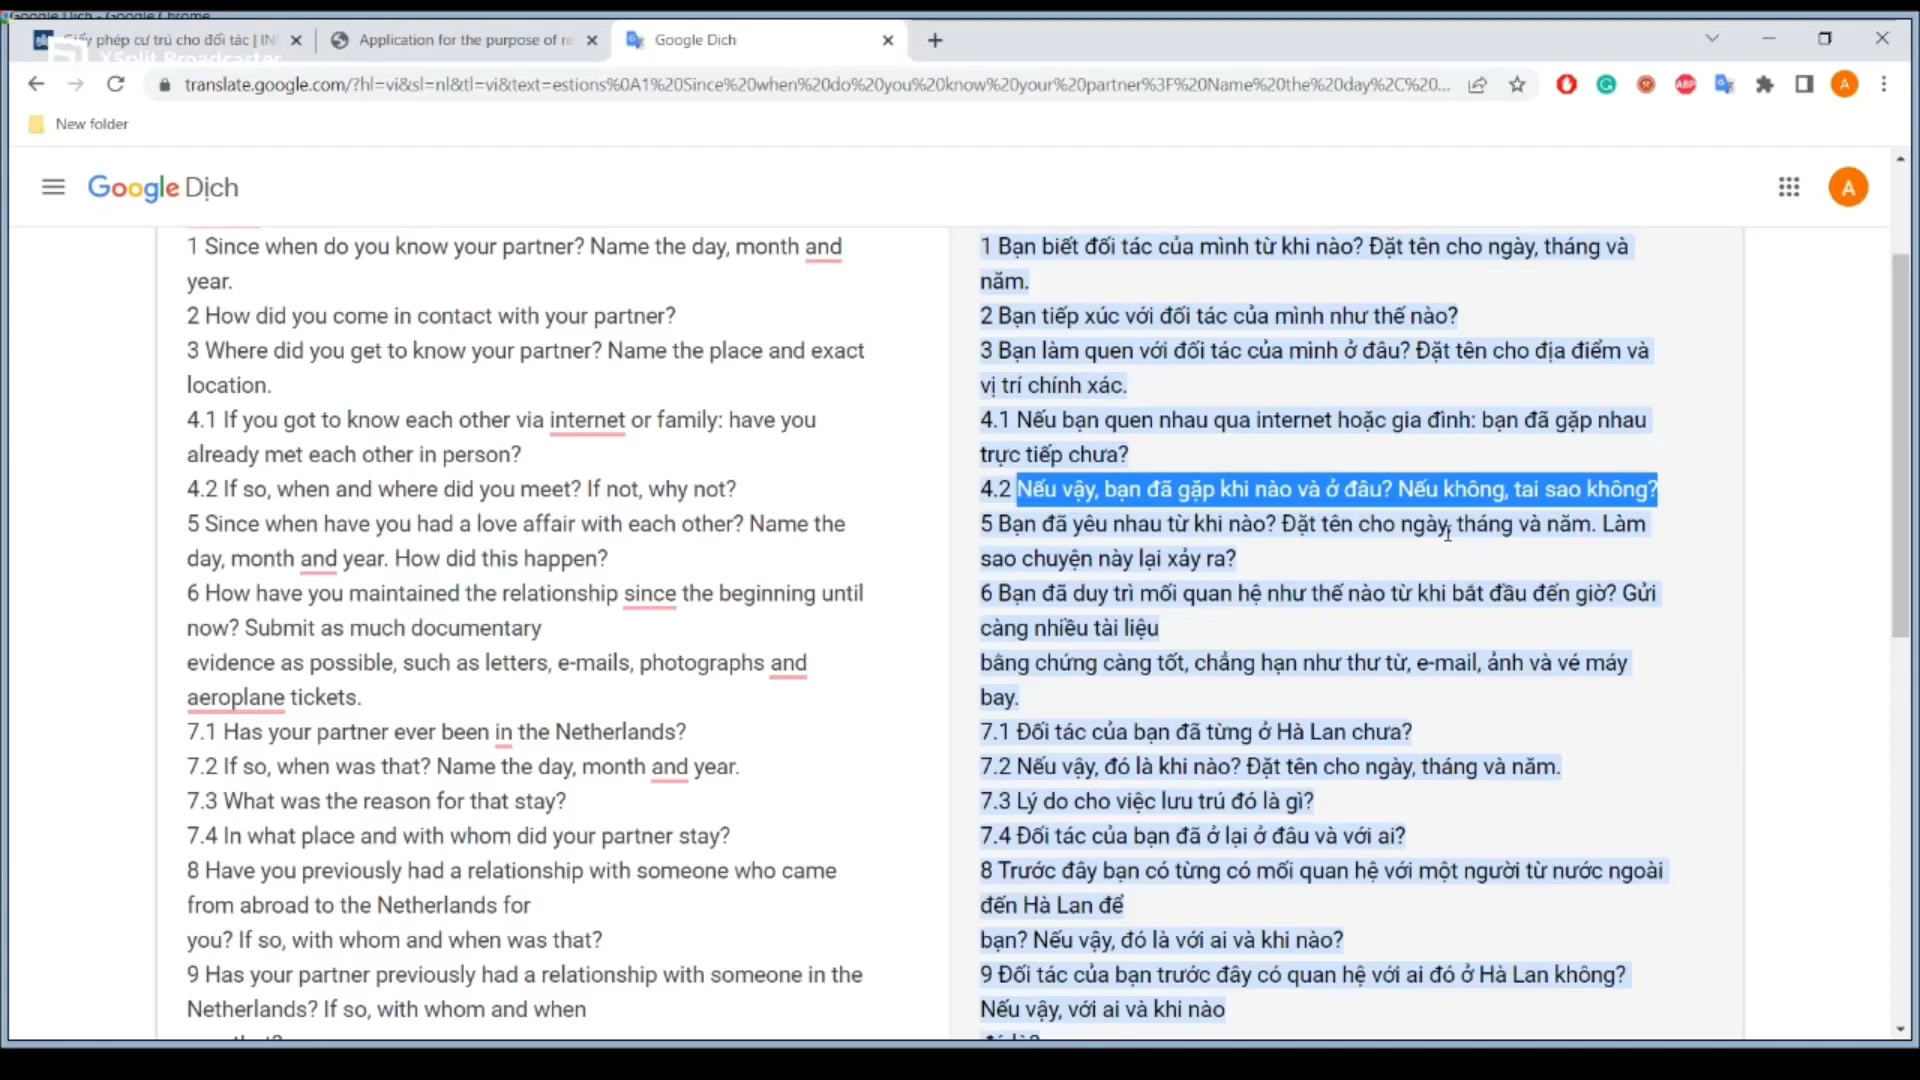 Google Dịch - Google Chrome
Giấy phép cư trú cho đối tác | IN
Application for the purpose of re
Google Dịch
XSplit Broadcaster
translate.google.com/?hl=vi&sl=nl&tl=vi&text=estions%0A1%20Since%20when%20do%20you%20know%20your%20partner%3F%20Name%20the%20day%2C%20%20...
ABP
A
New folder
Google Dịch
A
1 Since when do you know your partner? Name the day, month and
year.
2 How did you come in contact with your partner?
3 Where did you get to know your partner? Name the place and exact
location.
4.1 If you got to know each other via internet or family: have you
already met each other in person?
4.2 If so, when and where did you meet? If not, why not?
5 Since when have you had a love affair with each other? Name the
day, month and year. How did this happen?
6 How have you maintained the relationship since the beginning until
now? Submit as much documentary
evidence as possible, such as letters, e-mails, photographs and
aeroplane tickets.
7.1 Has your partner ever been in the Netherlands?
7.2 If so, when was that? Name the day, month and year.
7.3 What was the reason for that stay?
7.4 In what place and with whom did your partner stay?
8 Have you previously had a relationship with someone who came
from abroad to the Netherlands for
you? If so, with whom and when was that?
9 Has your partner previously had a relationship with someone in the
Netherlands? If so, with whom and when
1 Bạn biết đối tác của mình từ khi nào? Đặt tên cho ngày, tháng và
năm.
2 Bạn tiếp xúc với đối tác của mình như thế nào?
3 Bạn làm quen với đối tác của mình ở đâu? Đặt tên cho địa điểm và
vị trí chính xác.
4.1 Nếu bạn quen nhau qua internet hoặc gia đình: bạn đã gặp nhau
trực tiếp chưa?
4.2 Nếu vậy, bạn đã gặp khi nào và ở đâu? Nếu không, tai sao không?
5 Bạn đã yêu nhau từ khi nào? Đặt tên cho ngày, tháng và năm. Làm
sao chuyện này lại xảy ra?
6 Bạn đã duy trì mối quan hệ như thế nào từ khi bắt đầu đến giờ? Gửi
càng nhiều tài liệu
bằng chứng càng tốt, chẳng hạn như thư từ, e-mail, ảnh và vé máy
bay.
7.1 Đối tác của bạn đã từng ở Hà Lan chưa?
7.2 Nếu vậy, đó là khi nào? Đặt tên cho ngày, tháng và năm.
7.3 Lý do cho việc lưu trú đó là gì?
7.4 Đối tác của bạn đã ở lại ở đâu và với ai?
8 Trước đây bạn có từng có mối quan hệ với một người từ nước ngoài
đến Hà Lan để
bạn? Nếu vậy, đó là với ai và khi nào?
9 Đối tác của bạn trước đây có quan hệ với ai đó ở Hà Lan không?
Nếu vậy, với ai và khi nào